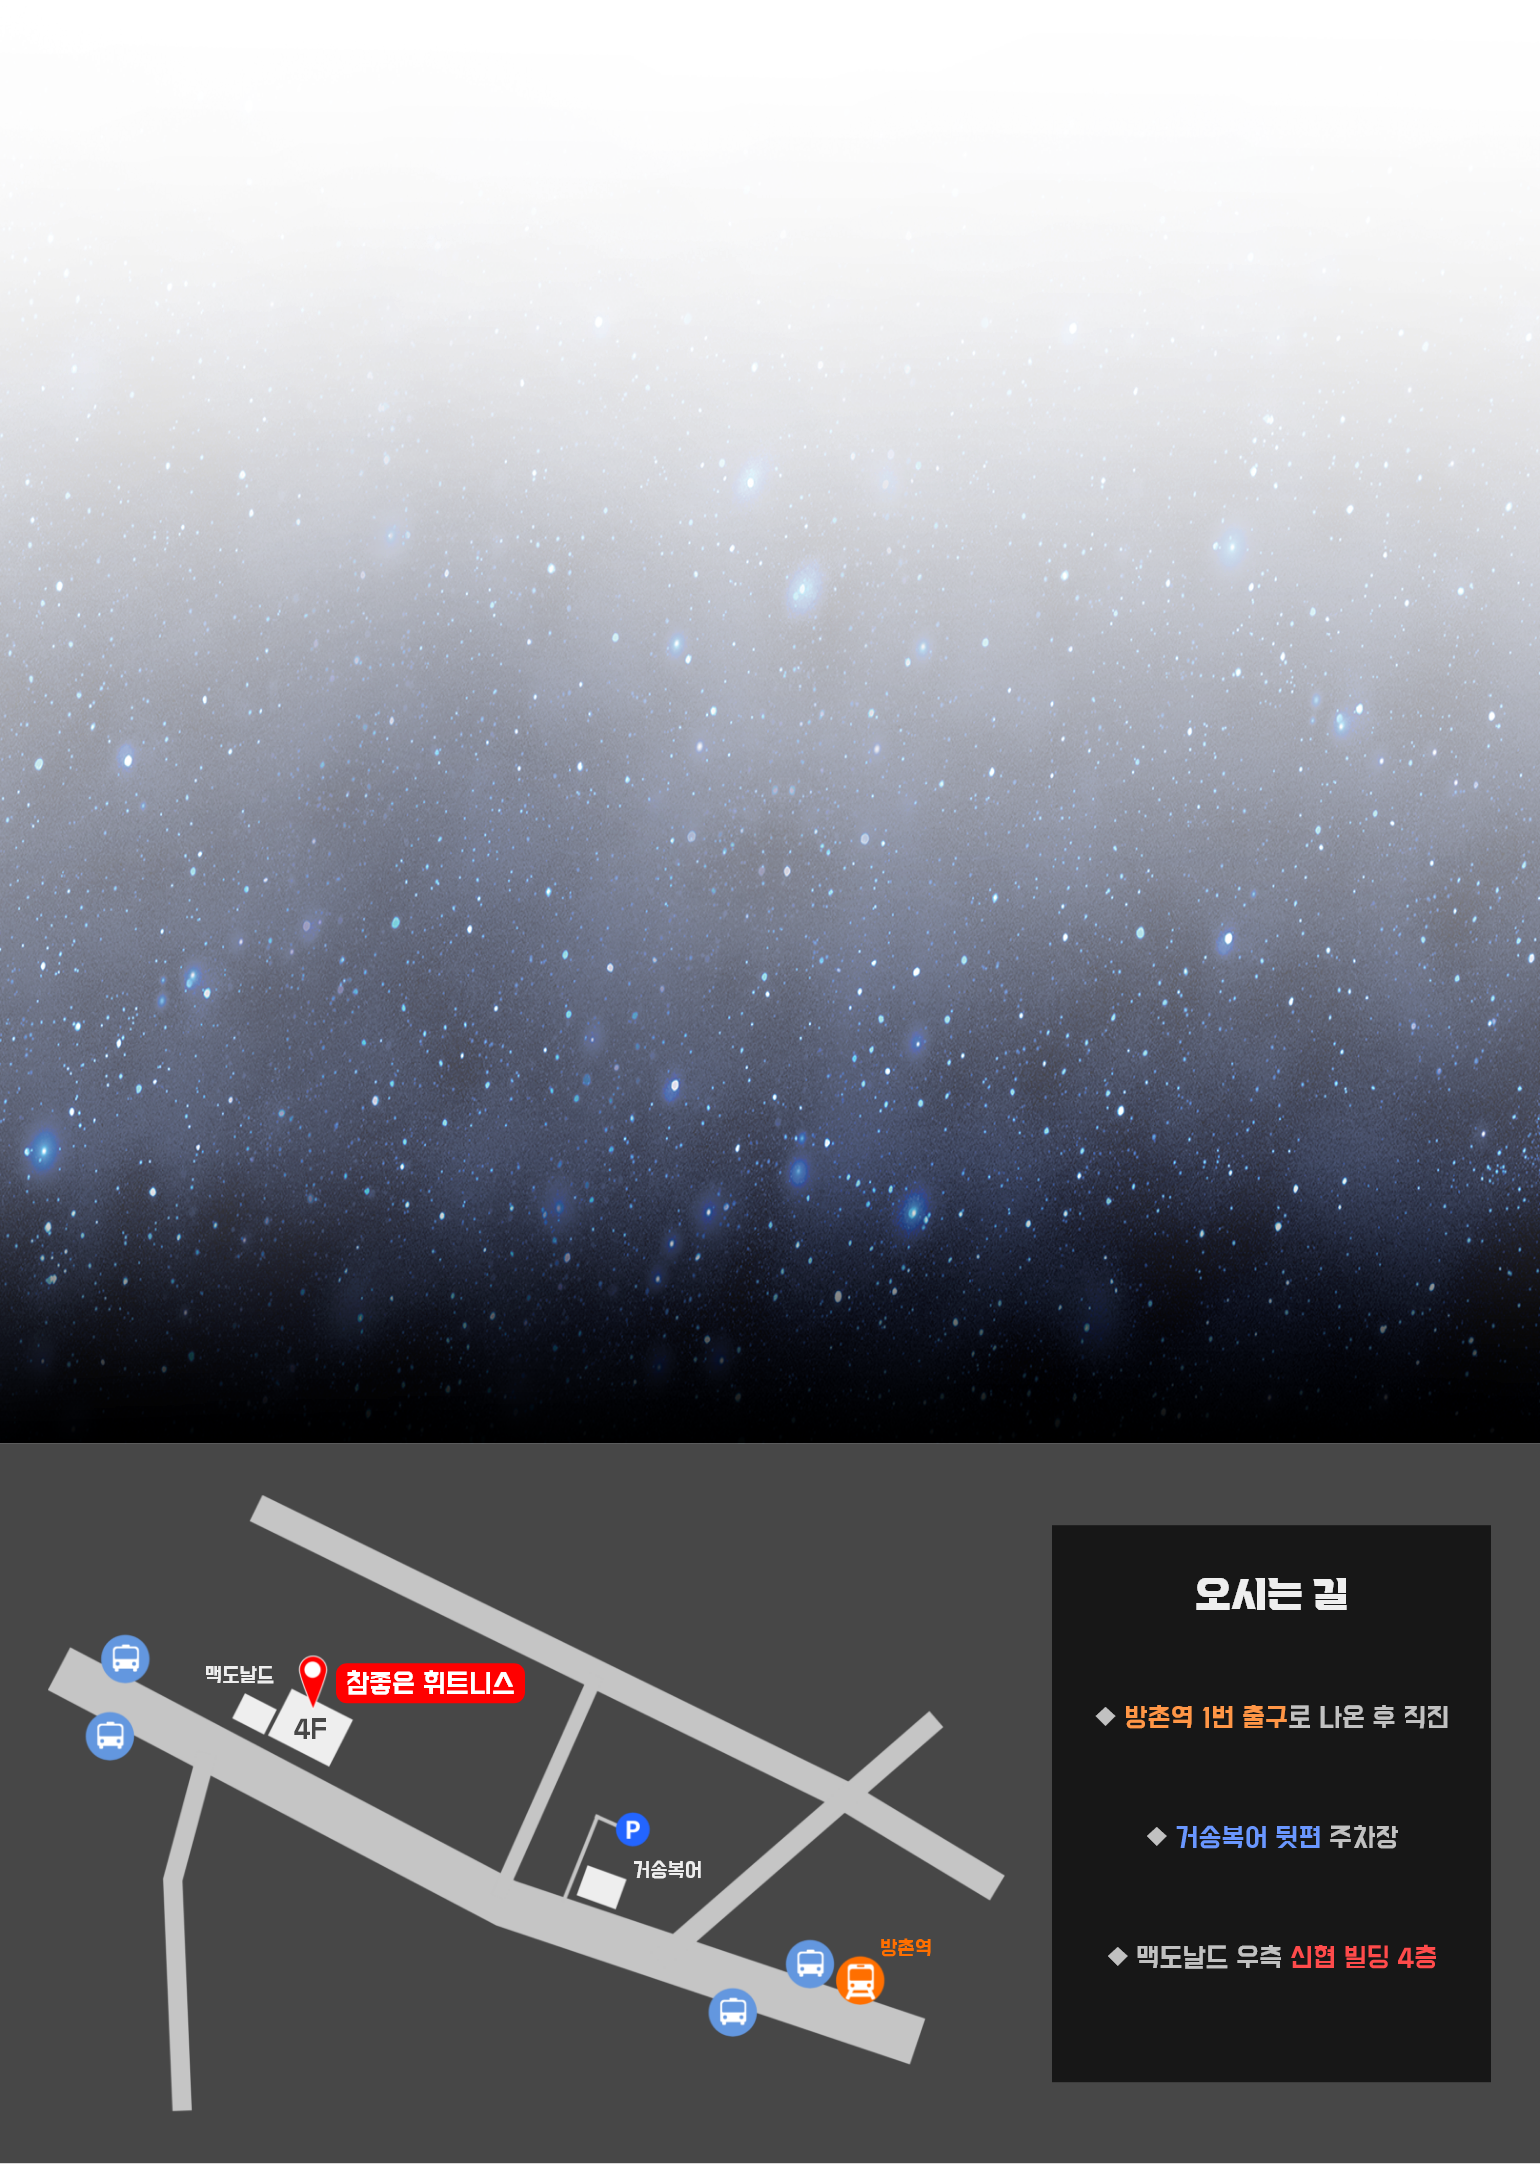 맥도날드
참좋은 휘트니스
4F
P
거송복어
방촌역
오시는 길
◆ 방촌역 1번 출구로 나온 후 직진
◆ 거송복어 뒷편 주차장
◆ 맥도날드 우측 신협 빌딩 4층